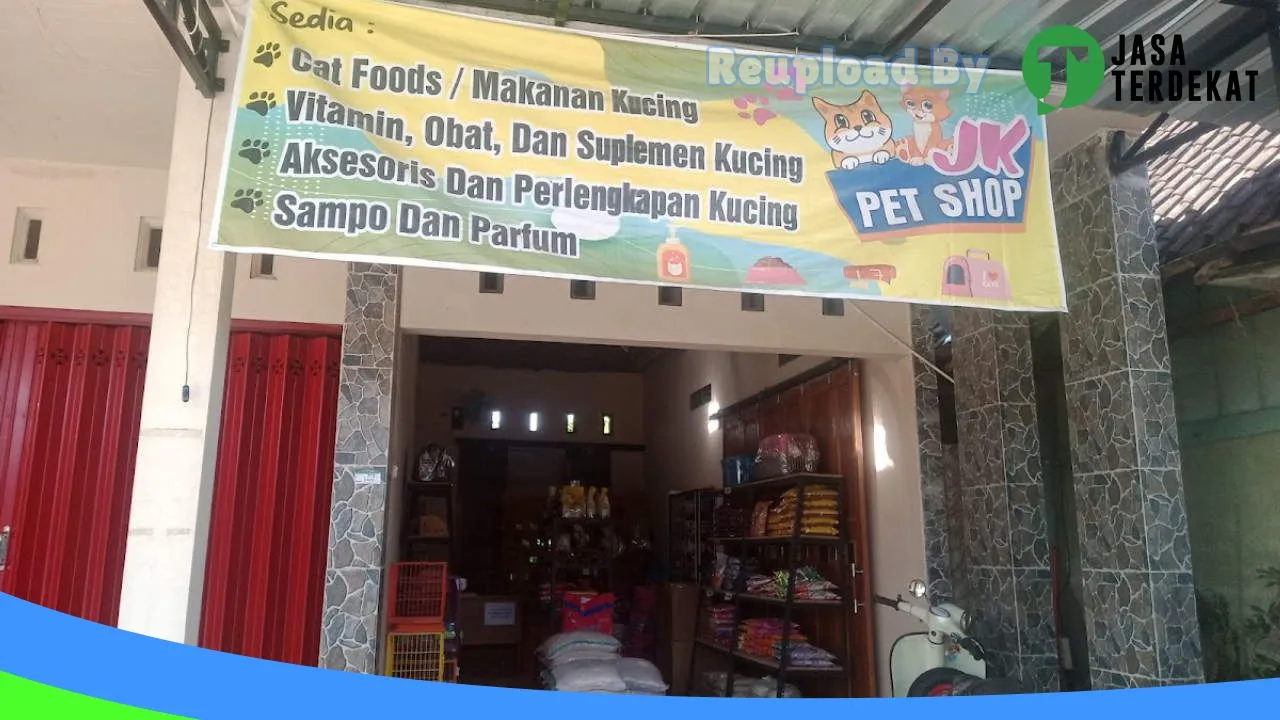 Sedia :
Cat Foods / Makanan Kucing
Vitamin, Obat, Dan Suplemen Kucing
Aksesoris Dan Perlengkapan Kucing
Sampo Dan Parfum
JK
PET SHOP
Reupload By
JASA
TERDEKAT